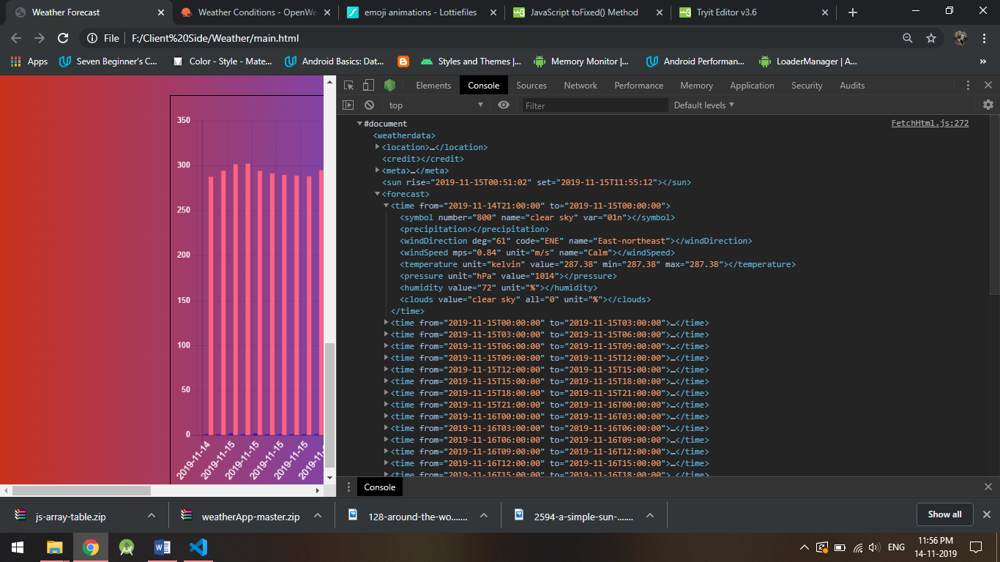 Weather Forecast
Weather Conditions - OpenWe
emoji animations - Lottiefiles
JavaScript toFixed() Method
Tryit Editor v3.6
File | F:/Client%20Side/Weather/main.html
Apps
Seven Beginner's C...
Color - Style - Mate...
Android Basics: Dat...
Styles and Themes |...
Memory Monitor |...
Android Performan...
LoaderManager | A...
»
Elements
Console
Sources
Network
Performance
Memory
Application
Security
Audits
top
Filter
Default levels
350
300
250
200
150
100
50
0
2019-11-14
2019-11-15
2019-11-15
2019-11-15
2019-11-15
FetchHtml.js:272
#document
<weatherdata>
<location>…</location>
<credit></credit>
<meta>…</meta>
<sun rise="2019-11-15T00:51:02" set="2019-11-15T11:55:12"></sun>
<forecast>
<time from="2019-11-14T21:00:00" to="2019-11-15T00:00:00">
<symbol number="800" name="clear sky" var="01n"></symbol>
<precipitation></precipitation>
<windDirection deg="61" code="ENE" name="East-northeast"></windDirection>
<windSpeed mps="0.84" unit="m/s" name="Calm"></windSpeed>
<temperature unit="kelvin" value="287.38" min="287.38" max="287.38"></temperature>
<pressure unit="hPa" value="1014"></pressure>
<humidity value="72" unit="%"></humidity>
<clouds value="clear sky" all="0" unit="%"></clouds>
</time>
<time from="2019-11-15T00:00:00" to="2019-11-15T03:00:00">…</time>
<time from="2019-11-15T03:00:00" to="2019-11-15T06:00:00">…</time>
<time from="2019-11-15T06:00:00" to="2019-11-15T09:00:00">…</time>
<time from="2019-11-15T09:00:00" to="2019-11-15T12:00:00">…</time>
<time from="2019-11-15T12:00:00" to="2019-11-15T15:00:00">…</time>
<time from="2019-11-15T15:00:00" to="2019-11-15T18:00:00">…</time>
<time from="2019-11-15T18:00:00" to="2019-11-15T21:00:00">…</time>
<time from="2019-11-15T21:00:00" to="2019-11-16T00:00:00">…</time>
<time from="2019-11-16T00:00:00" to="2019-11-16T03:00:00">…</time>
<time from="2019-11-16T03:00:00" to="2019-11-16T06:00:00">…</time>
<time from="2019-11-16T06:00:00" to="2019-11-16T09:00:00">…</time>
<time from="2019-11-16T09:00:00" to="2019-11-16T12:00:00">…</time>
<time from="2019-11-16T12:00:00" to="2019-11-16T15:00:00">…</time>
<time from="2019-11-16T15:00:00" to="2019-11-16T18:00:00">…</time>
Console
js-array-table.zip
weatherApp-master.zip
128-around-the-wo.......
2594-a-simple-sun-.......
Show all
ENG
11:56 PM
14-11-2019